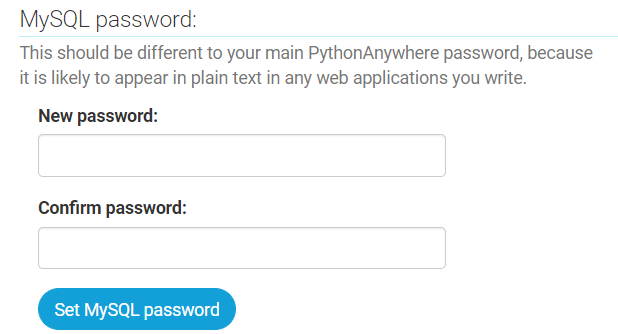 MySQL password:
This should be different to your main PythonAnywhere password, because
it is likely to appear in plain text in any web applications you write.
New password:
Confirm password:
Set MySQL password